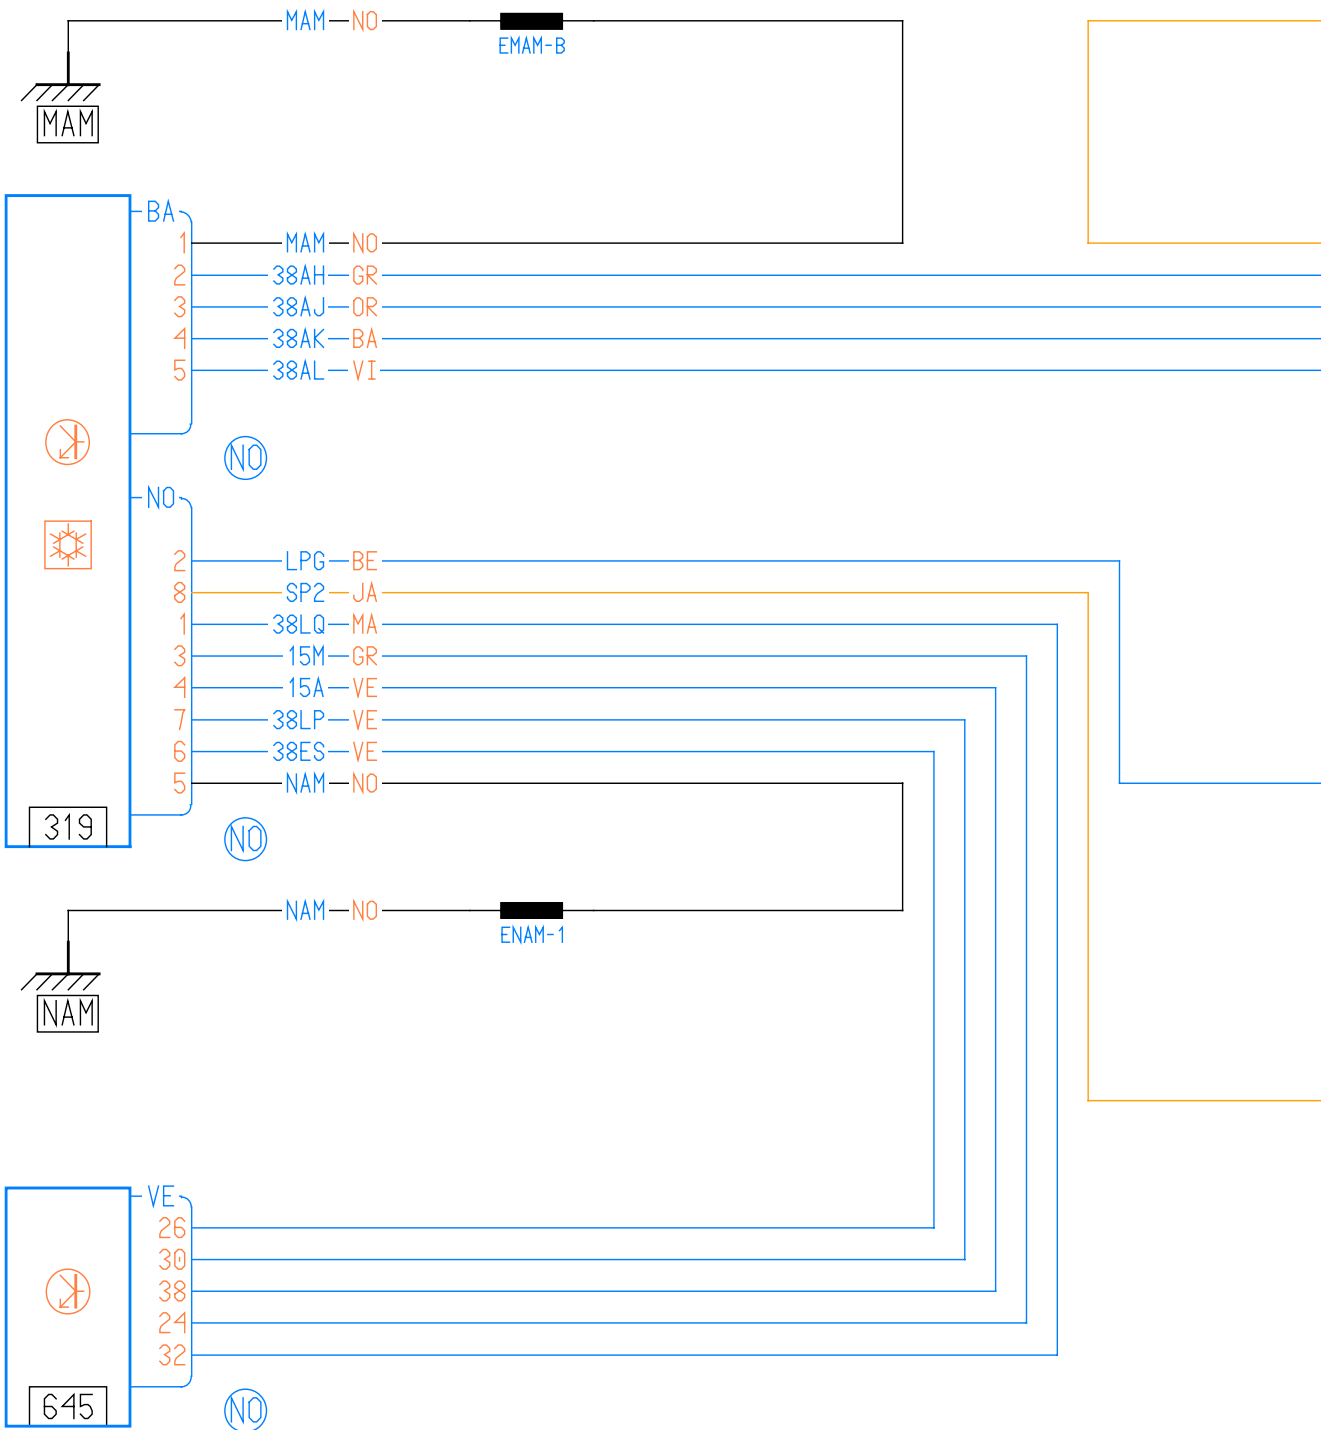 MAM NO
EMAM-B
MAM
BA
1 MAM NO
2 38AH GR
3 38AJ OR
4 38AK BA
5 38AL VI
NO
NO
2 LPG BE
8 SP2 JA
1 38LQ MA
3 15M GR
4 15A VE
7 38LP VE
6 38ES VE
5 NAM NO
319
NO
NAM NO
ENAM-1
NAM
VE
26
30
38
24
32
645
NO